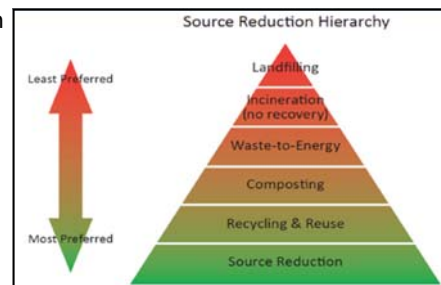 n
Source Reduction Hierarchy
Least Preferred
Landfilling
Incineration
(no recovery)
Waste-to-Energy
Composting
Recycling & Reuse
Most Preferred
Source Reduction